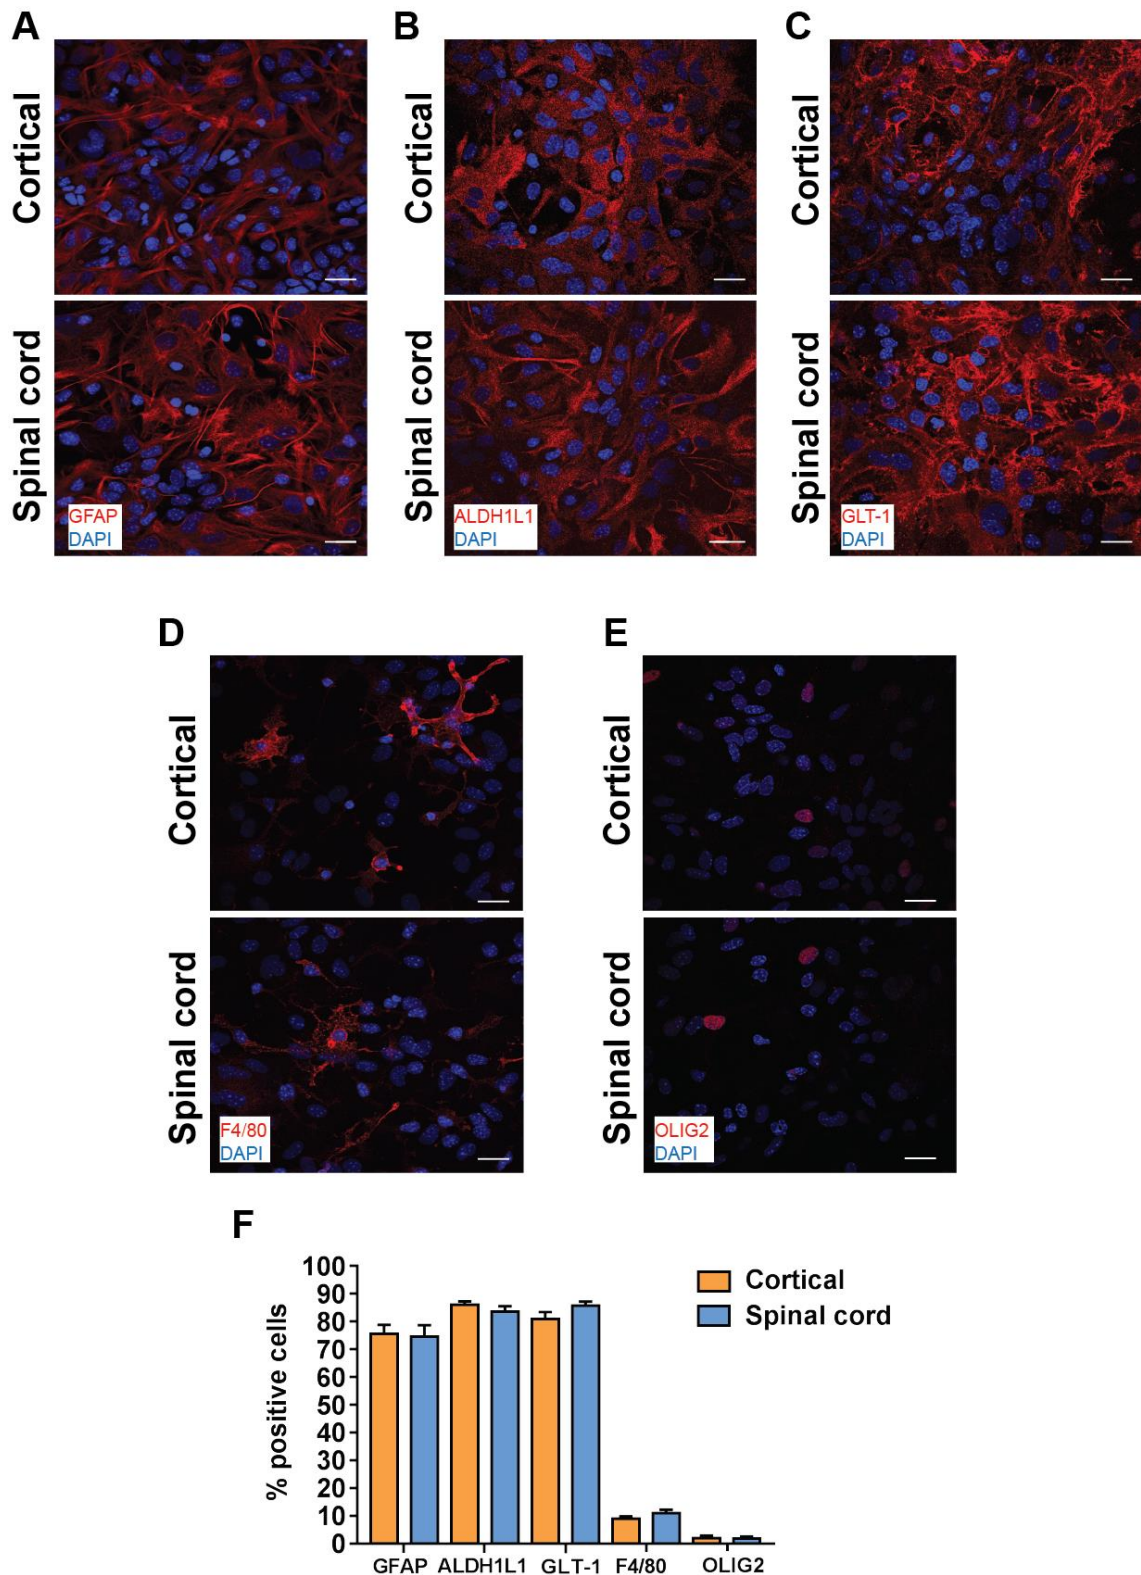 A
B
C
Cortical
Cortical
Cortical
Spinal cord
Spinal cord
Spinal cord
GFAP
DAPI
ALDH1L1
DAPI
GLT-1
DAPI
D
E
Cortical
Cortical
Spinal cord
Spinal cord
F4/80
DAPI
OLIG2
DAPI
F
% positive cells
100
90
80
70
60
50
40
30
20
10
0
GFAP ALDH1L1 GLT-1 F4/80 OLIG2
Cortical
Spinal cord